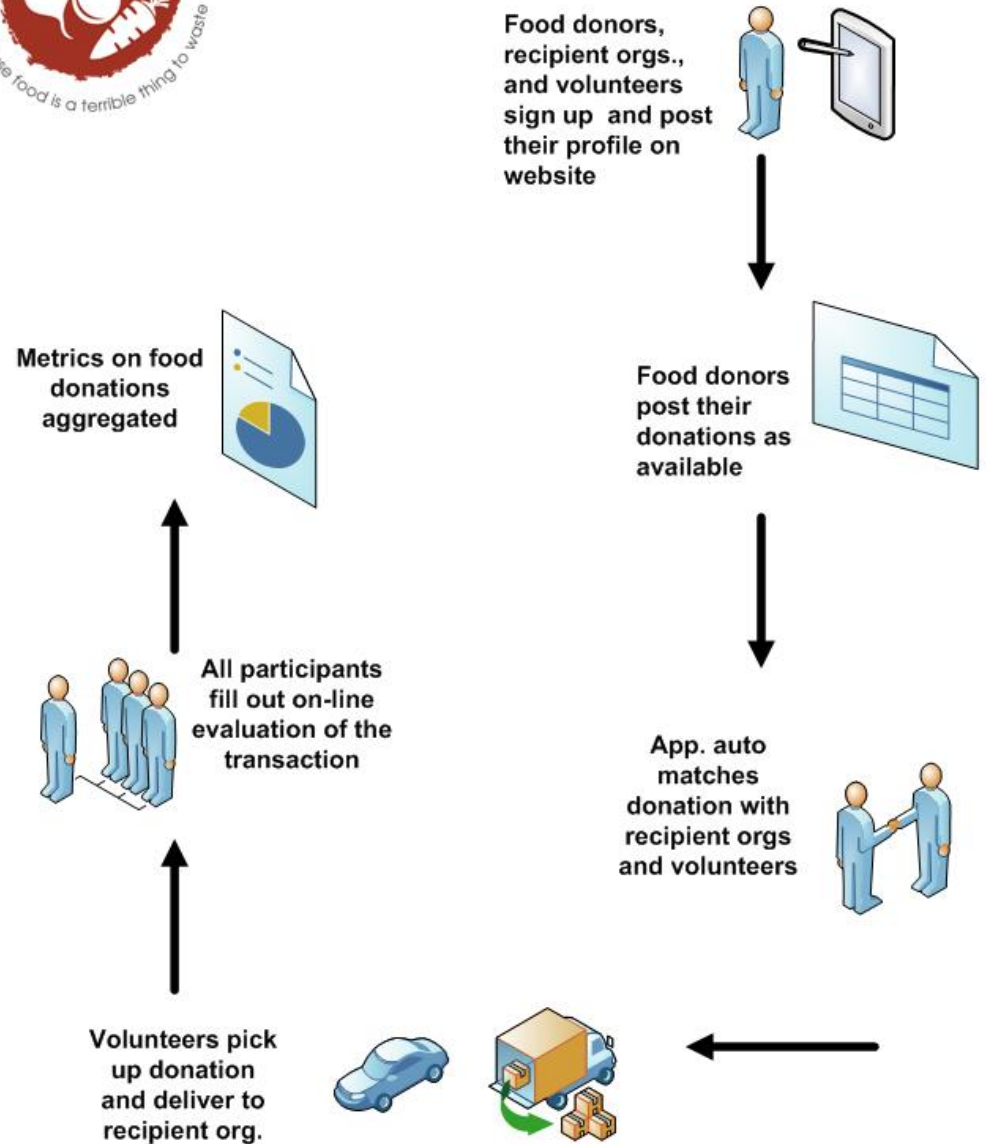 se food is a terrible thing to waste
Food donors,
recipient orgs.,
and volunteers
sign up and post
their profile on
website
Food donors
post their
donations as
available
App. auto
matches
donation with
recipient orgs
and volunteers
Volunteers pick
up donation
and deliver to
recipient org.
All participants
fill out on-line
evaluation of the
transaction
Metrics on food
donations
aggregated